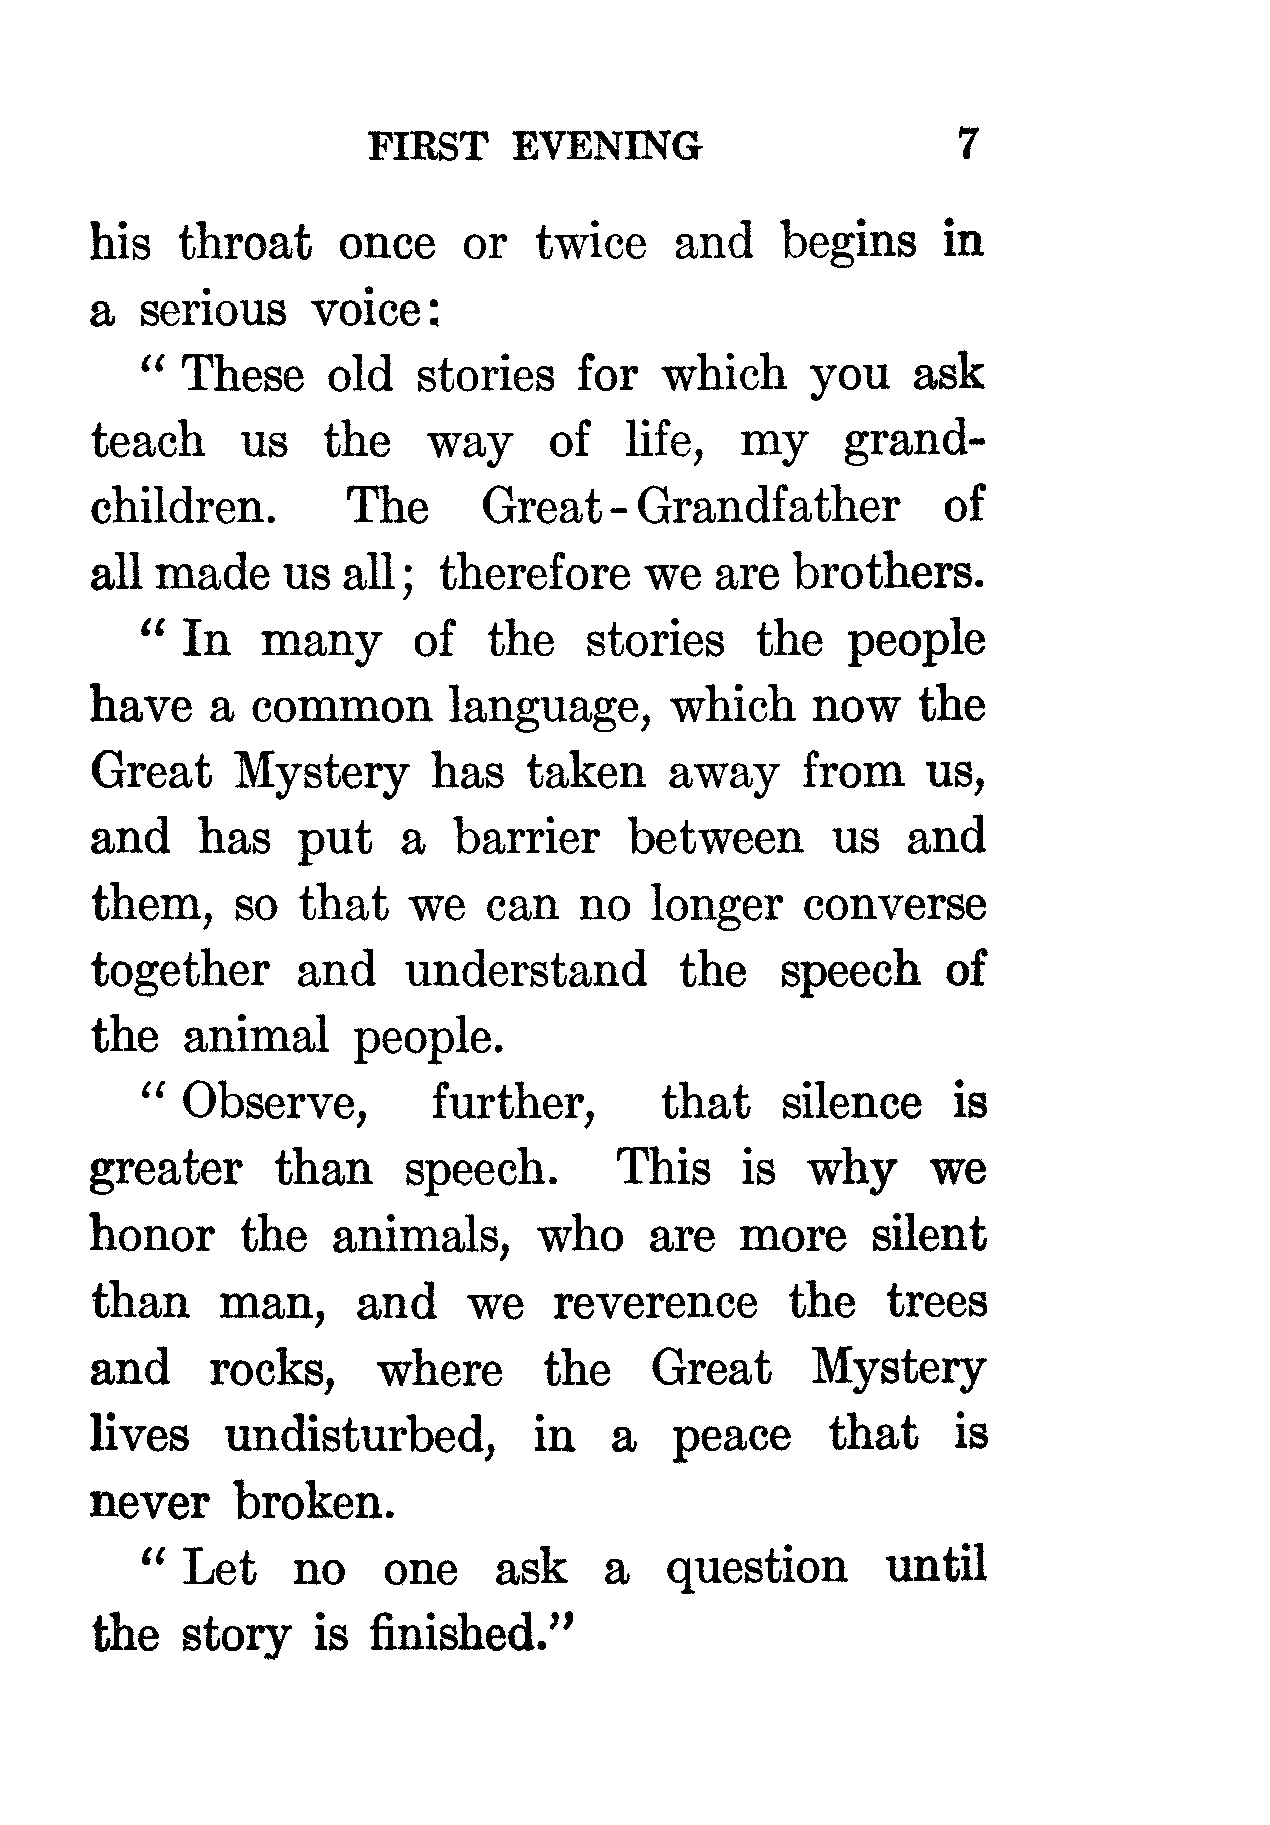 FIRST EVENING 7
his throat once or twice and begins in
a serious voice:
“ These old stories for which you ask
teach us the way of life, my grand-
children. The Great-Grandfather of
all made us all; therefore we are brothers.
“ In many of the stories the people
have a common language, which now the
Great Mystery has taken away from us,
and has put a barrier between us and
them, so that we can no longer converse
together and understand the speech of
the animal people.
“ Observe, further, that silence is
greater than speech. This is why we
honor the animals, who are more silent
than man, and we reverence the trees
and rocks, where the Great Mystery
lives undisturbed, in a peace that is
never broken.
“ Let no one ask a question until
the story is finished.”